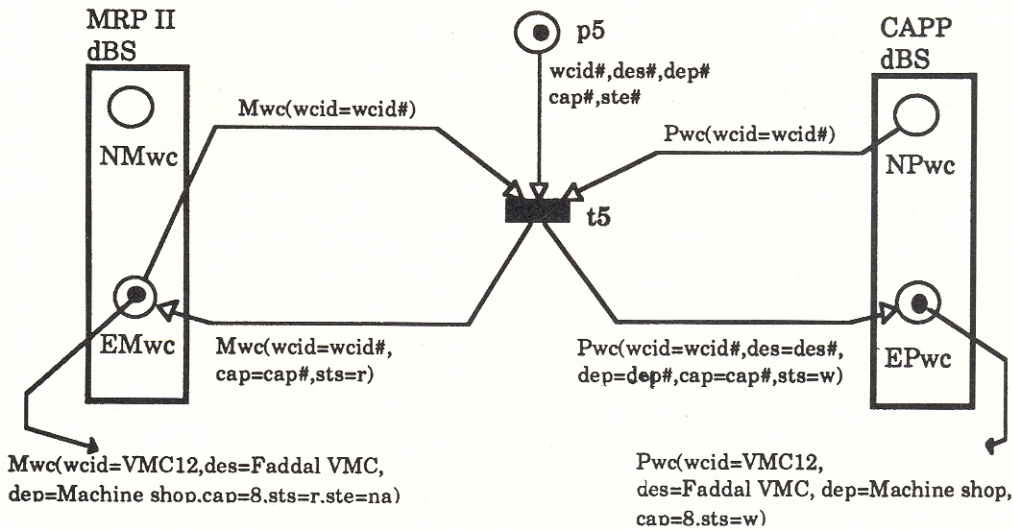 MRP II
dBS
p5
CAPP
dBS
wcid#,des#,dep#
cap#,ste#
Mwc(wcid=wcid#)
Pwc(wcid=wcid#)
NMwc
NPwc
t5
EMwc
EPwc
Mwc(wcid=wcid#,
cap=cap#,sts=r)
Pwc(wcid=wcid#,des=des#,
dep=dep#,cap=cap#,sts=w)
Mwc(wcid=VMC12,des=Faddal VMC,
dep=Machine shop,cap=8,sts=r,ste=na)
Pwc(wcid=VMC12,
des=Faddal VMC, dep=Machine shop,
cap=8,sts=w)